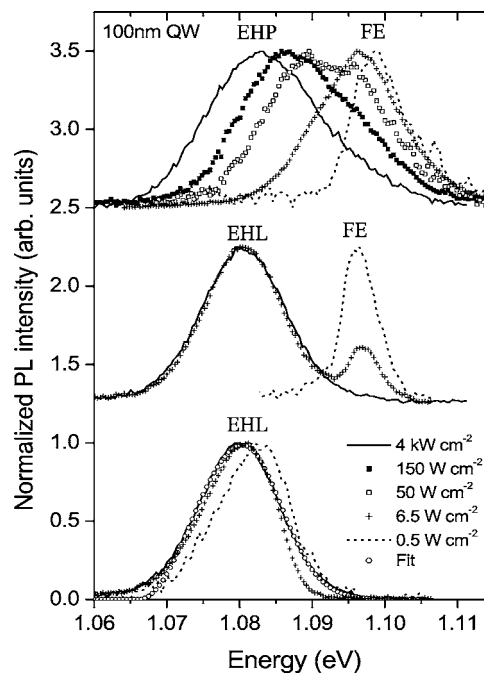 100nm QW
EHP
FE
3.5
3.0
2.5
EHL
FE
2.0
1.5
EHL
1.0
0.5
0.0
4 kW cm⁻²
150 W cm⁻²
50 W cm⁻²
6.5 W cm⁻²
0.5 W cm⁻²
Fit
1.06 1.07 1.08 1.09 1.10 1.11
Energy (eV)
Normalized PL intensity (arb. units)